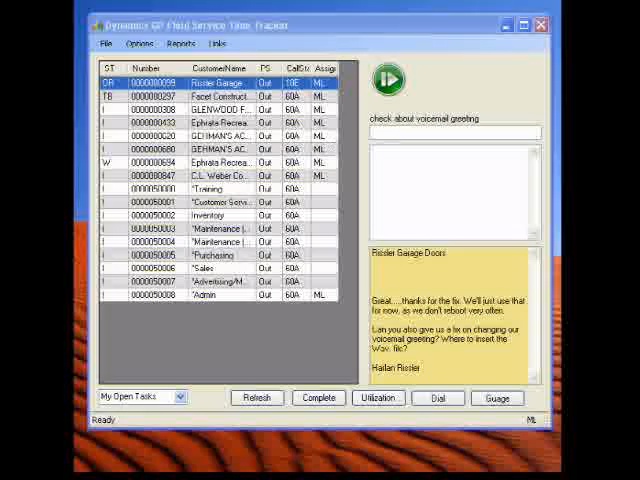 Dynamics GP Field Service Time Tracker
File Options Reports Links
ST Number CustomerName PS CallSt Assig
OR 0000000099 Rissler Garage Out 10E ML
TB 0000000297 Facet Construct... Out 60A ML
I 0000000308 GLENWOOD F... Out 60A ML
I 0000000433 Ephrata Recrea... Out 60A ML
I 0000000620 GEHMAN'S AC... Out 60A ML
I 0000000680 GEHMAN'S AC... Out 60A ML
W 0000000694 Ephrata Recrea... Out 60A ML
I 0000000847 C.L. Weber Co... Out 60A ML
I 0000050000 *Training Out 60A
I 0000050001 *Customer Servi... Out 60A
I 0000050002 Inventory Out 60A
I 0000050003 *Maintenance (... Out 60A
I 0000050004 *Maintenance (... Out 60A
I 0000050005 *Purchasing Out 60A
I 0000050006 *Sales Out 60A
I 0000050007 *Advertising/M... Out 60A
I 0000050008 *Admin Out 60A ML
check about voicemail greeting
Rissler Garage Doors
Great.....thanks for the fix. We'll just use that
for now, as we don't reboot very often.
Can you also give us a fix on changing our
voicemail greeting? Where to insert the
Wav. file?
Harlan Rissler
My Open Tasks Refresh Complete Utilization Dial Guage
Ready ML